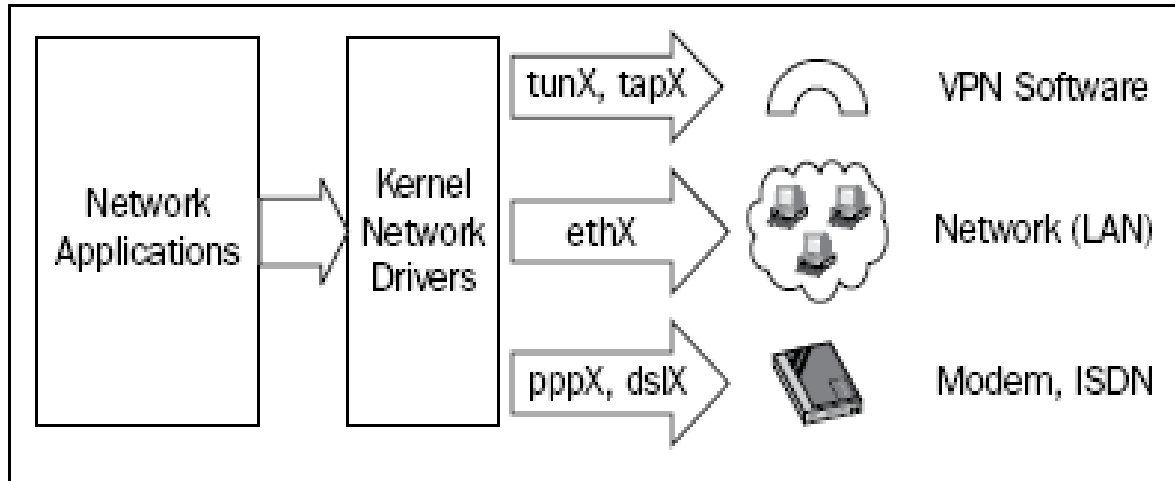 Network
Applications
Kernel
Network
Drivers
tunX, tapX
VPN Software
ethX
Network (LAN)
pppX, dslX
Modem, ISDN